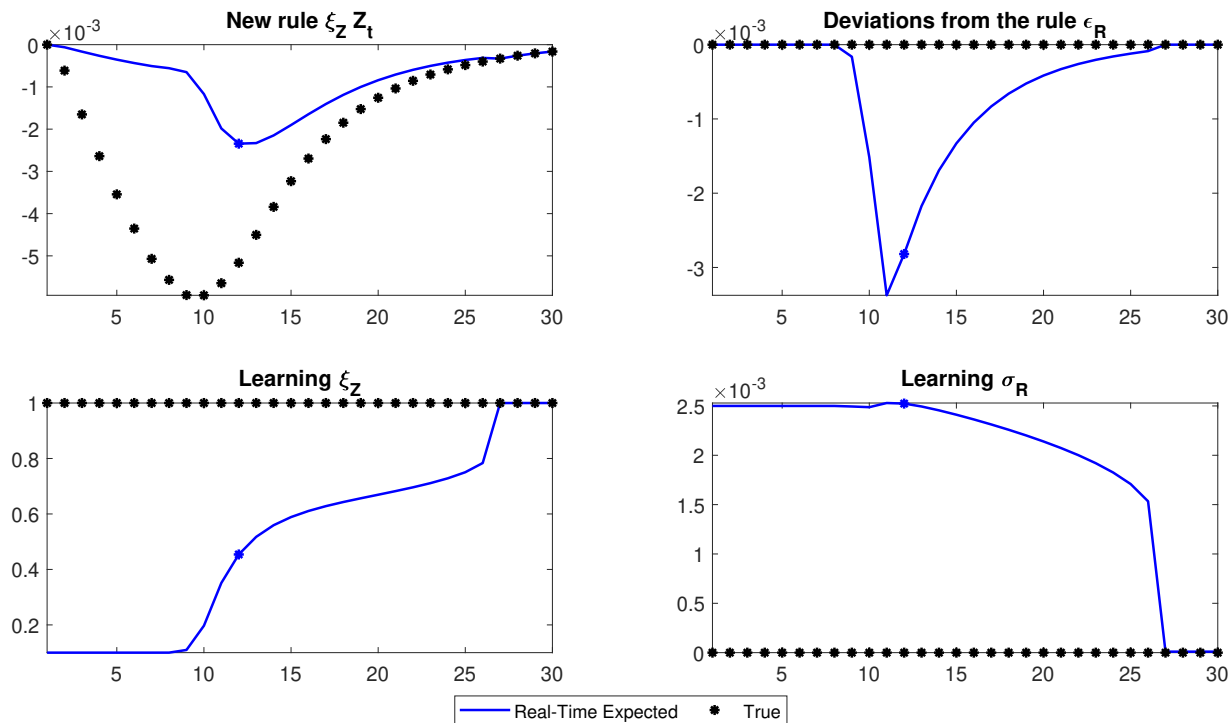 New rule ξ_Z Z_t
×10⁻³
0
-1
-2
-3
-4
-5
5 10 15 20 25 30
Deviations from the rule ϵ_R
×10⁻³
0
-1
-2
-3
5 10 15 20 25 30
Learning ξ_Z
1
0.8
0.6
0.4
0.2
5 10 15 20 25 30
Learning σ_R
×10⁻³
2.5
2
1.5
1
0.5
0
5 10 15 20 25 30
Real-Time Expected True